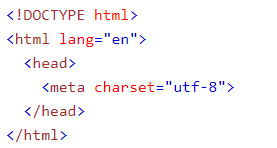 <!DOCTYPE html>
<html lang="en">
  <head>
    <meta charset="utf-8">
  </head>
</html>